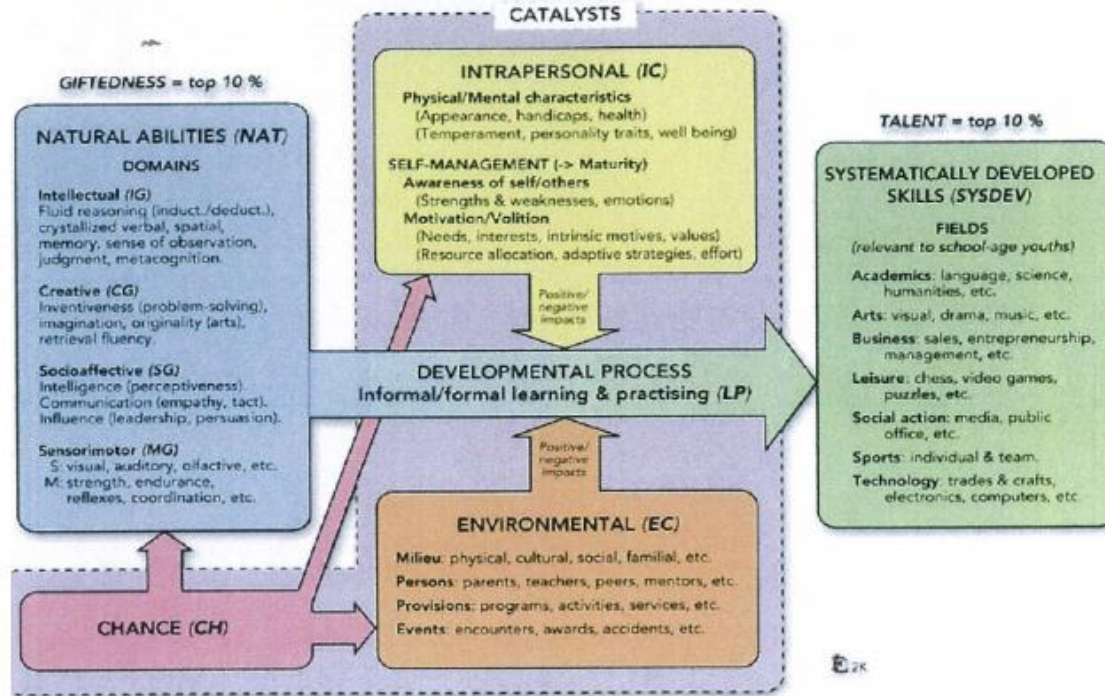 CATALYSTS
GIFTEDNESS = top 10 %
NATURAL ABILITIES (NAT)
DOMAINS
Intellectual (IG)
Fluid reasoning (induct./deduct.),
crystallized verbal, spatial,
memory, sense of observation,
judgment, metacognition.
Creative (CG)
Inventiveness (problem-solving),
imagination, originality (arts),
retrieval fluency.
Socioaffective (SG)
Intelligence (perceptiveness).
Communication (empathy, tact).
Influence (leadership, persuasion).
Sensorimotor (MG)
S: visual, auditory, olfactive, etc.
M: strength, endurance,
reflexes, coordination, etc.
INTRAPERSONAL (IC)
Physical/Mental characteristics
(Appearance, handicaps, health)
(Temperament, personality traits, well being)
SELF-MANAGEMENT (-> Maturity)
Awareness of self/others
(Strengths & weaknesses, emotions)
Motivation/Volition
(Needs, interests, intrinsic motives, values)
(Resource allocation, adaptive strategies, effort)
Positive/
negative
impacts
DEVELOPMENTAL PROCESS
Informal/formal learning & practising (LP)
Positive/
negative
impacts
ENVIRONMENTAL (EC)
Milieu: physical, cultural, social, familial, etc.
Persons: parents, teachers, peers, mentors, etc.
Provisions: programs, activities, services, etc.
Events: encounters, awards, accidents, etc.
CHANCE (CH)
TALENT = top 10 %
SYSTEMATICALLY DEVELOPED
SKILLS (SYSDEV)
FIELDS
(relevant to school-age youths)
Academics: language, science,
humanities, etc.
Arts: visual, drama, music, etc.
Business: sales, entrepreneurship,
management, etc.
Leisure: chess, video games,
puzzles, etc.
Social action: media, public
office, etc.
Sports: individual & team.
Technology: trades & crafts,
electronics, computers, etc.